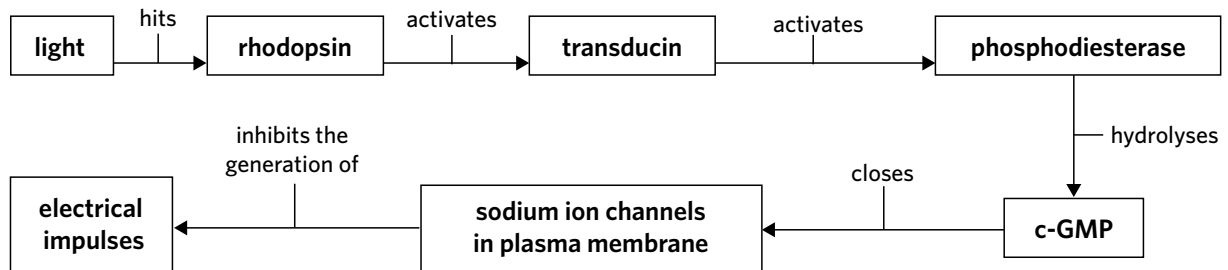 light
hits
rhodopsin
activates
transducin
activates
phosphodiesterase
hydrolyses
c-GMP
closes
sodium ion channels
in plasma membrane
inhibits the
generation of
electrical
impulses